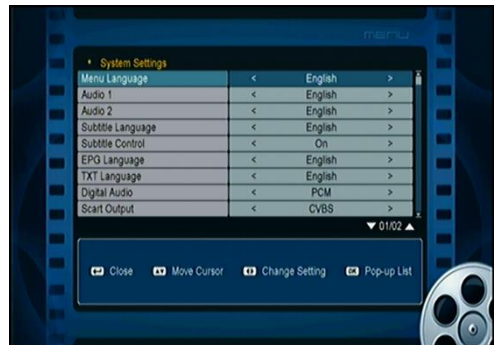 menu
System Settings
Menu Language < English >
Audio 1 < English >
Audio 2 < English >
Subtitle Language < English >
Subtitle Control < On >
EPG Language < English >
TXT Language < English >
Digital Audio < PCM >
Scart Output < CVBS >
▼ 01/02 ▲
Close Move Cursor Change Setting OK Pop-up List